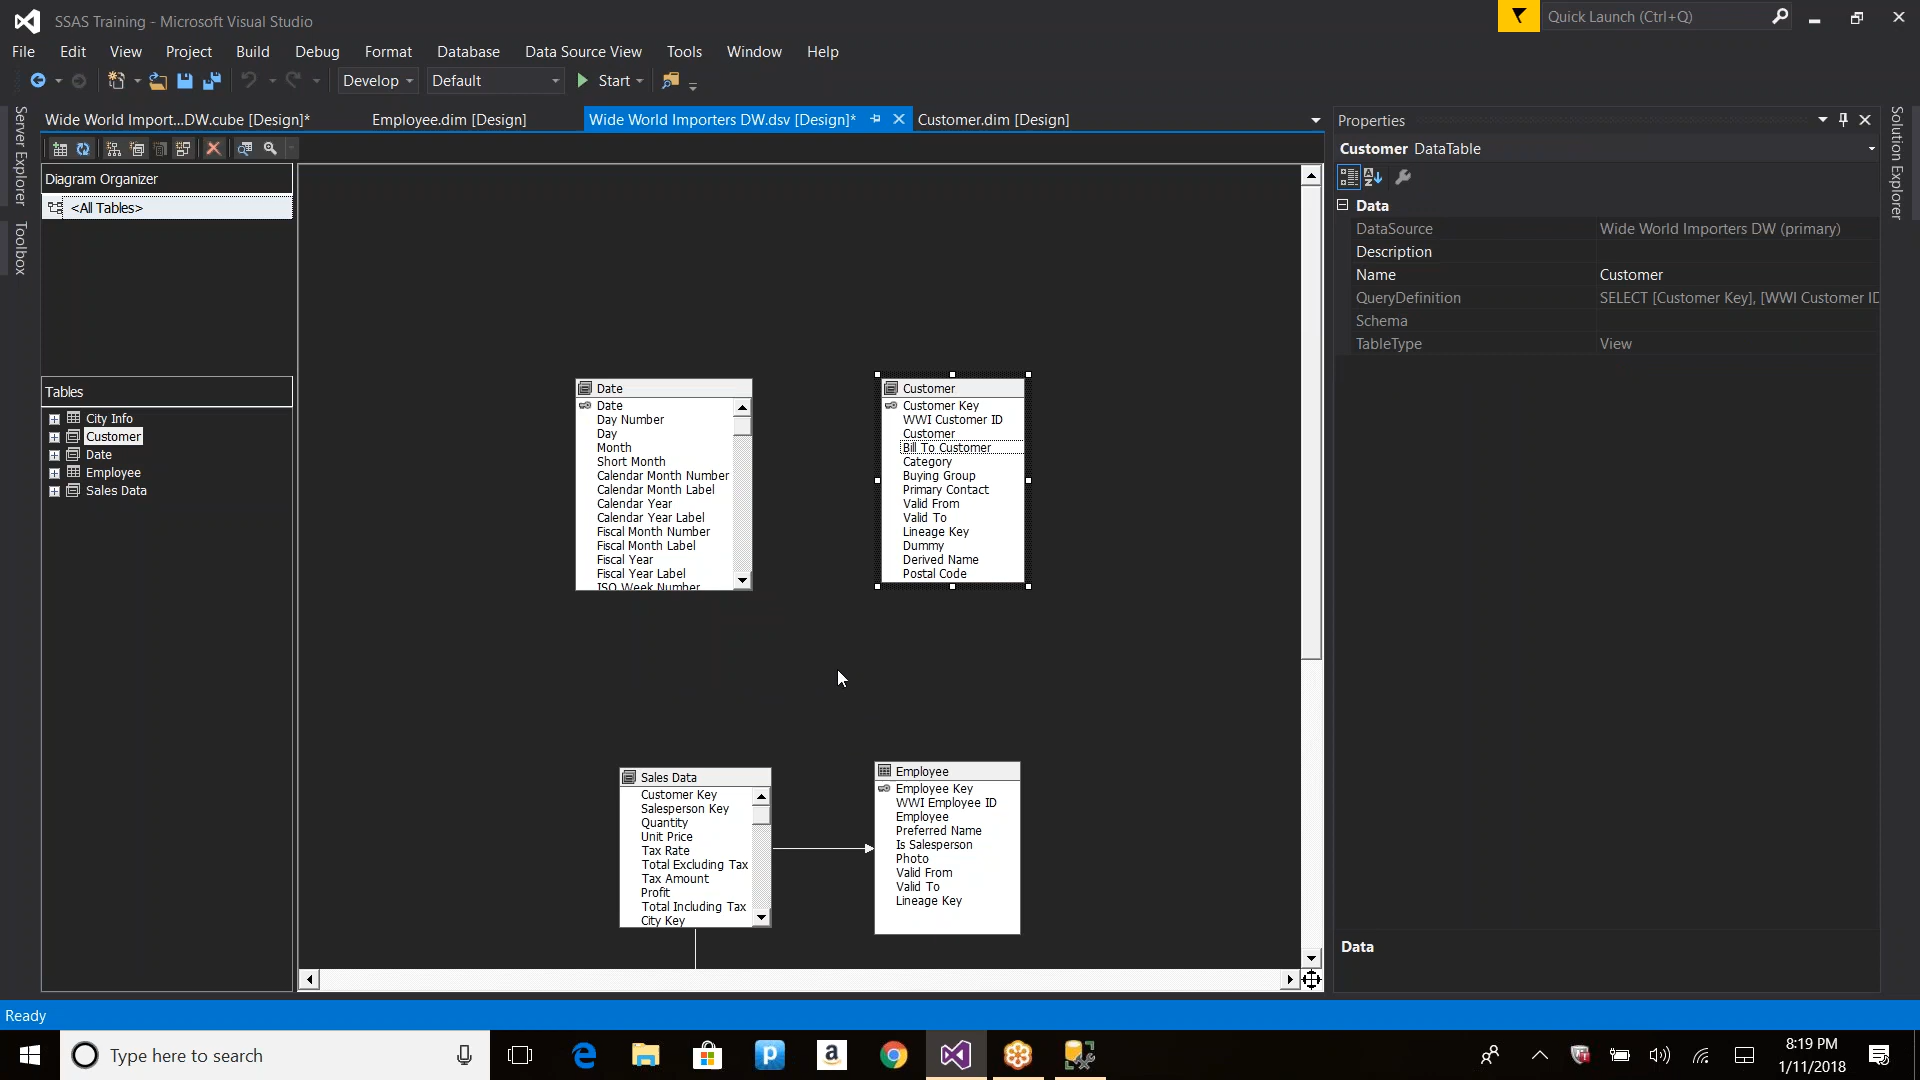 SSAS Training - Microsoft Visual Studio
Quick Launch (Ctrl+Q)
File Edit View Project Build Debug Format Database Data Source View Tools Window Help
Develop Default Start
Server Explorer
Toolbox
Wide World Import...DW.cube [Design]* Employee.dim [Design] Wide World Importers DW.dsv [Design]* Customer.dim [Design]
Diagram Organizer
<All Tables>
Tables
City Info
Customer
Date
Employee
Sales Data
Date
Date
Day Number
Day
Month
Short Month
Calendar Month Number
Calendar Month Label
Calendar Year
Calendar Year Label
Fiscal Month Number
Fiscal Month Label
Fiscal Year
Fiscal Year Label
ISO Week Number
Customer
Customer Key
WWI Customer ID
Customer
Bill To Customer
Category
Buying Group
Primary Contact
Valid From
Valid To
Lineage Key
Dummy
Derived Name
Postal Code
Sales Data
Customer Key
Salesperson Key
Quantity
Unit Price
Tax Rate
Total Excluding Tax
Tax Amount
Profit
Total Including Tax
City Key
Employee
Employee Key
WWI Employee ID
Employee
Preferred Name
Is Salesperson
Photo
Valid From
Valid To
Lineage Key
Properties
Customer DataTable
Data
DataSource Wide World Importers DW (primary)
Description
Name Customer
QueryDefinition SELECT [Customer Key], [WWI Customer ID
Schema
TableType View
Data
Solution Explorer
Ready
Type here to search
8:19 PM
1/11/2018